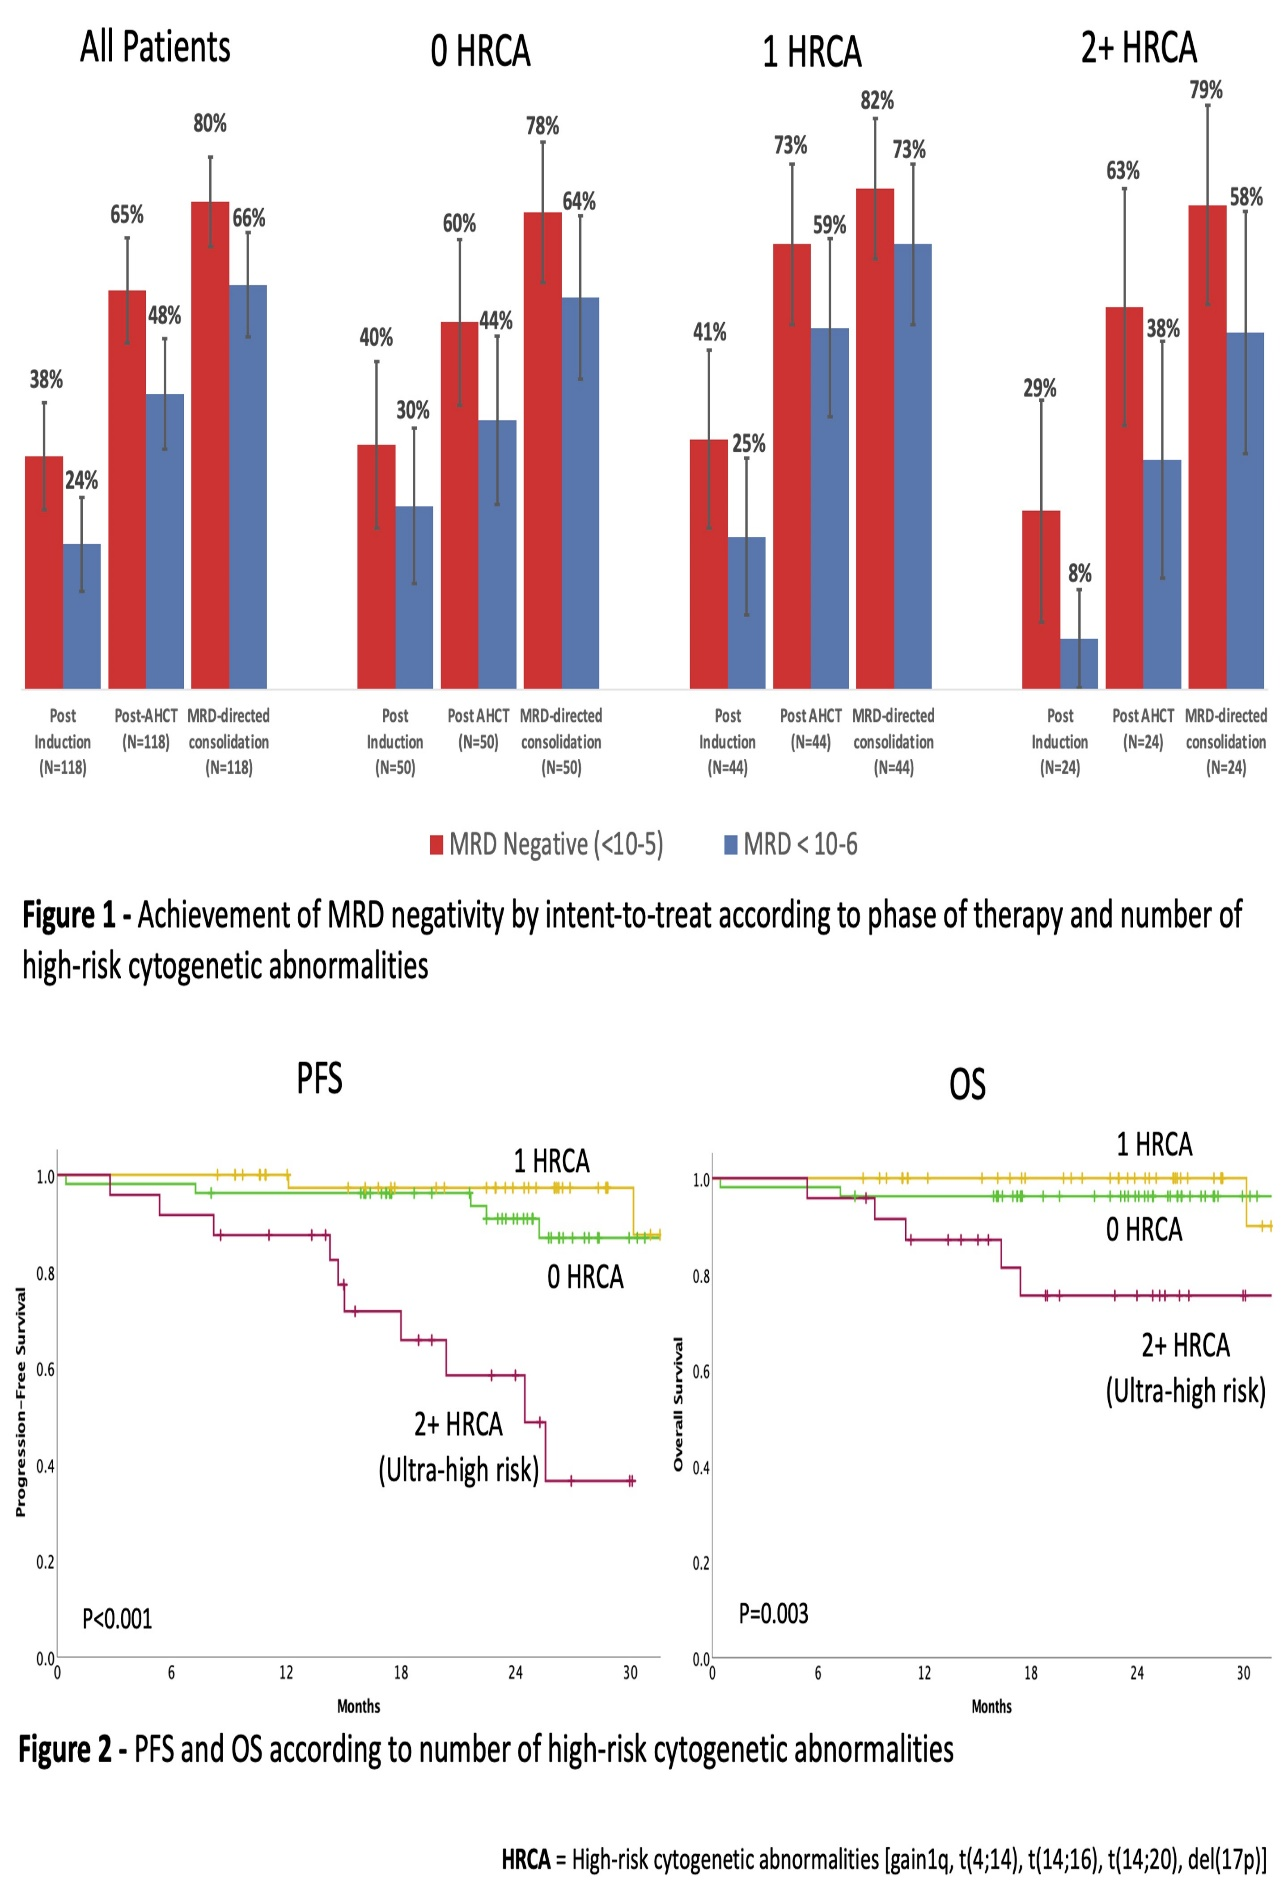 All Patients
0 HRCA
1 HRCA
2+ HRCA
38%
24%
65%
48%
80%
66%
40%
30%
60%
44%
78%
64%
41%
25%
73%
59%
82%
73%
29%
8%
63%
38%
79%
58%
Post
Induction
(N=118)
Post-AHCT
(N=118)
MRD-directed
consolidation
(N=118)
Post
Induction
(N=50)
Post AHCT
(N=50)
MRD-directed
consolidation
(N=50)
Post
Induction
(N=44)
Post AHCT
(N=44)
MRD-directed
consolidation
(N=44)
Post
Induction
(N=24)
Post AHCT
(N=24)
MRD-directed
consolidation
(N=24)
MRD Negative (<10-5)
MRD < 10-6
Figure 1 - Achievement of MRD negativity by intent-to-treat according to phase of therapy and number of
high-risk cytogenetic abnormalities
PFS
Progression-Free Survival
1.0
0.8
0.6
0.4
0.2
0.0
1 HRCA
0 HRCA
2+ HRCA
(Ultra-high risk)
P<0.001
0
6
12
18
24
30
Months
OS
Overall Survival
1.0
0.8
0.6
0.4
0.2
0.0
1 HRCA
0 HRCA
2+ HRCA
(Ultra-high risk)
P=0.003
0
6
12
18
24
30
Months
Figure 2 - PFS and OS according to number of high-risk cytogenetic abnormalities
HRCA = High-risk cytogenetic abnormalities [gain1q, t(4;14), t(14;16), t(14;20), del(17p)]